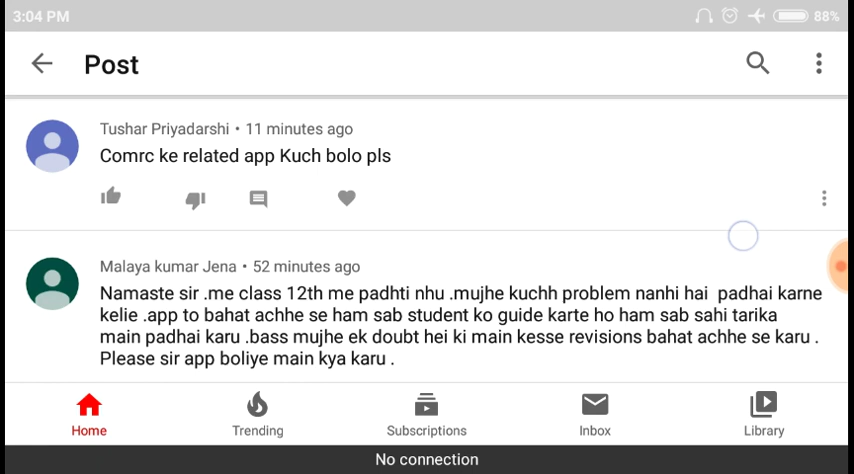 3:04 PM 88%
Post
Tushar Priyadarshi • 11 minutes ago
Comrc ke related app Kuch bolo pls
Malaya kumar Jena • 52 minutes ago
Namaste sir .me class 12th me padhti nhu .mujhe kuchh problem nanhi hai padhai karne
kelie .app to bahat achhe se ham sab student ko guide karte ho ham sab sahi tarika
main padhai karu .bass mujhe ek doubt hei ki main kesse revisions bahat achhe se karu .
Please sir app boliye main kya karu .
Home Trending Subscriptions Inbox Library
No connection